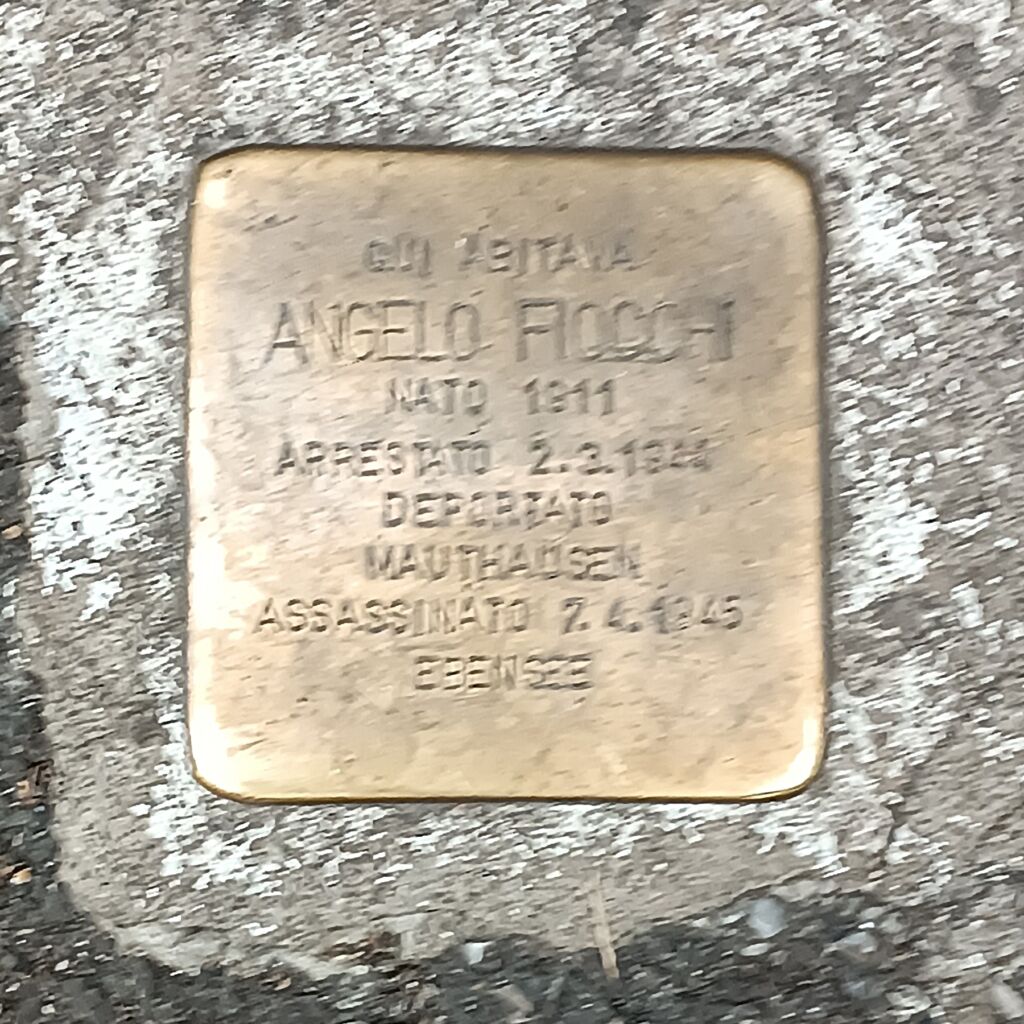 QUI ABITAVA
ANGELO FIOCCHI
NATO 1911
ARRESTATO 2.3.1944
DEPORTATO
MAUTHAUSEN
ASSASSINATO 7.4.1945
EBENSEE